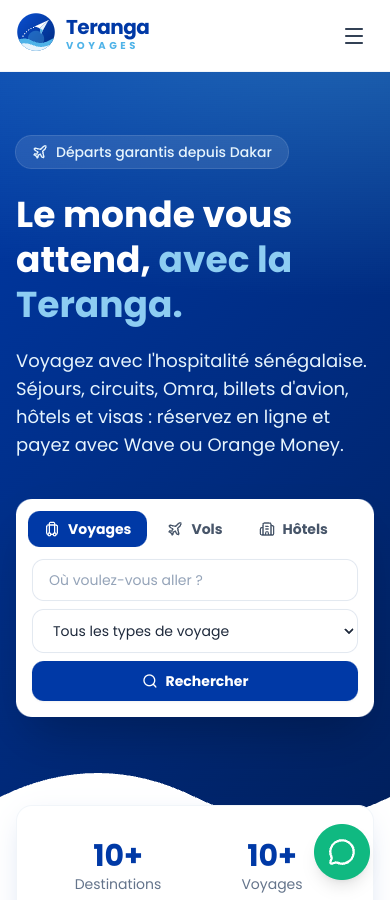 Teranga
VOYAGES
Départs garantis depuis Dakar
Le monde vous
attend, avec la
Teranga.
Voyagez avec l'hospitalité sénégalaise.
Séjours, circuits, Omra, billets d'avion,
hôtels et visas : réservez en ligne et
payez avec Wave ou Orange Money.
Voyages Vols Hôtels
Où voulez-vous aller ?
Tous les types de voyage
Rechercher
10+ 10+
Destinations Voyages